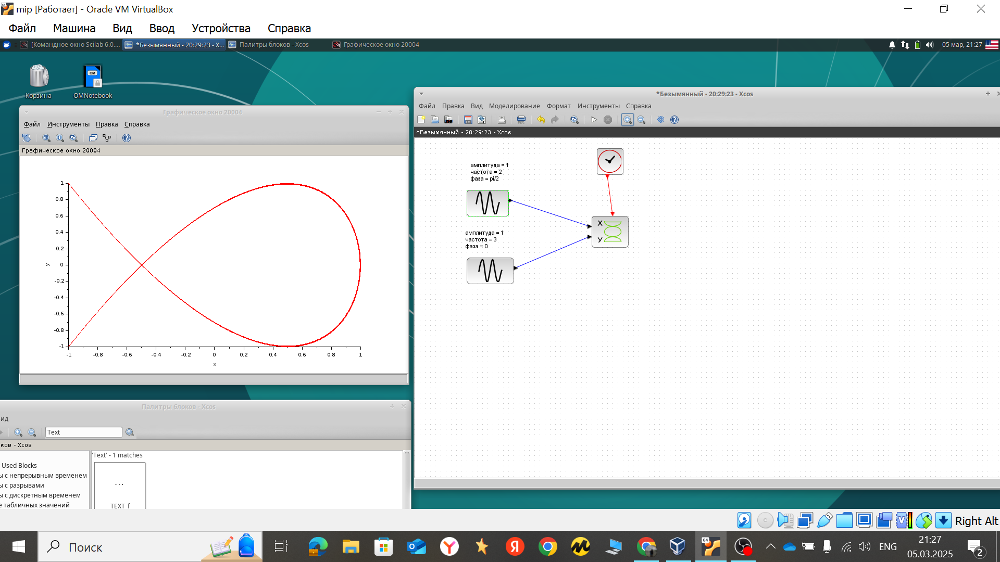 mip [Работает] - Oracle VM VirtualBox
Файл Машина Вид Ввод Устройства Справка
[Командное окно Scilab 6.0.... *Безымянный - 20:29:23 - X... Палитры блоков - Xcos Графическое окно 20004 05 мар, 21:27
Корзина OMNotebook
OM
Графическое окно 20004
Файл Инструменты Правка Справка
Графическое окно 20004
1
0.8
0.6
0.4
0.2
0
-0.2
-0.4
-0.6
-0.8
-1
y
-1 -0.8 -0.6 -0.4 -0.2 0 0.2 0.4 0.6 0.8 1
x
*Безымянный - 20:29:23 - Xcos
Файл Правка Вид Моделирование Формат Инструменты Справка
*Безымянный - 20:29:23 - Xcos
амплитуда = 1
частота = 2
фаза = pi/2
амплитуда = 1
частота = 3
фаза = 0
X
y
Палитры блоков - Xcos
ид
Text
ков - Xcos
Used Blocks
ы с непрерывным временем
ы с разрывами
ы с дискретным временем
е табличных значений
'Text' - 1 matches
...
TEXT_f
Right Alt
Поиск
64
ENG
21:27
05.03.2025
2